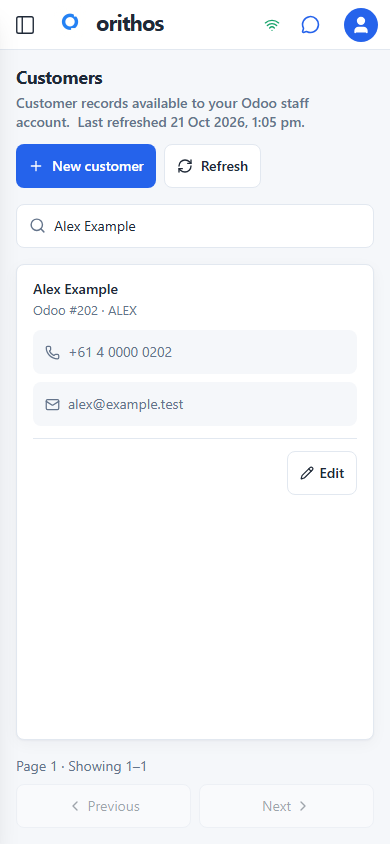 orithos
Customers
Customer records available to your Odoo staff
account.  Last refreshed 21 Oct 2026, 1:05 pm.
New customer
Refresh
Alex Example
Alex Example
Odoo #202 · ALEX
+61 4 0000 0202
alex@example.test
Edit
Page 1 · Showing 1–1
Previous
Next